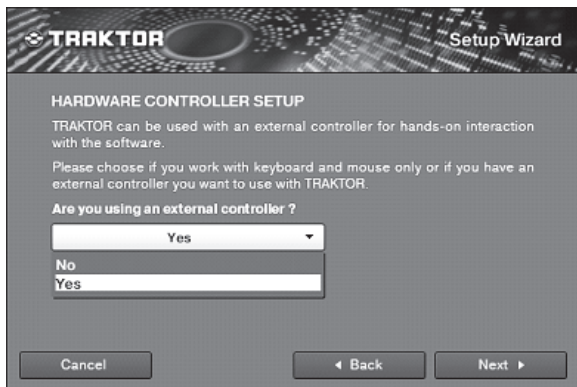 TRAKTOR
Setup Wizard
HARDWARE CONTROLLER SETUP
TRAKTOR can be used with an external controller for hands-on interaction
with the software.
Please choose if you work with keyboard and mouse only or if you have an
external controller you want to use with TRAKTOR.
Are you using an external controller ?
Yes
No
Yes
Cancel
Back
Next